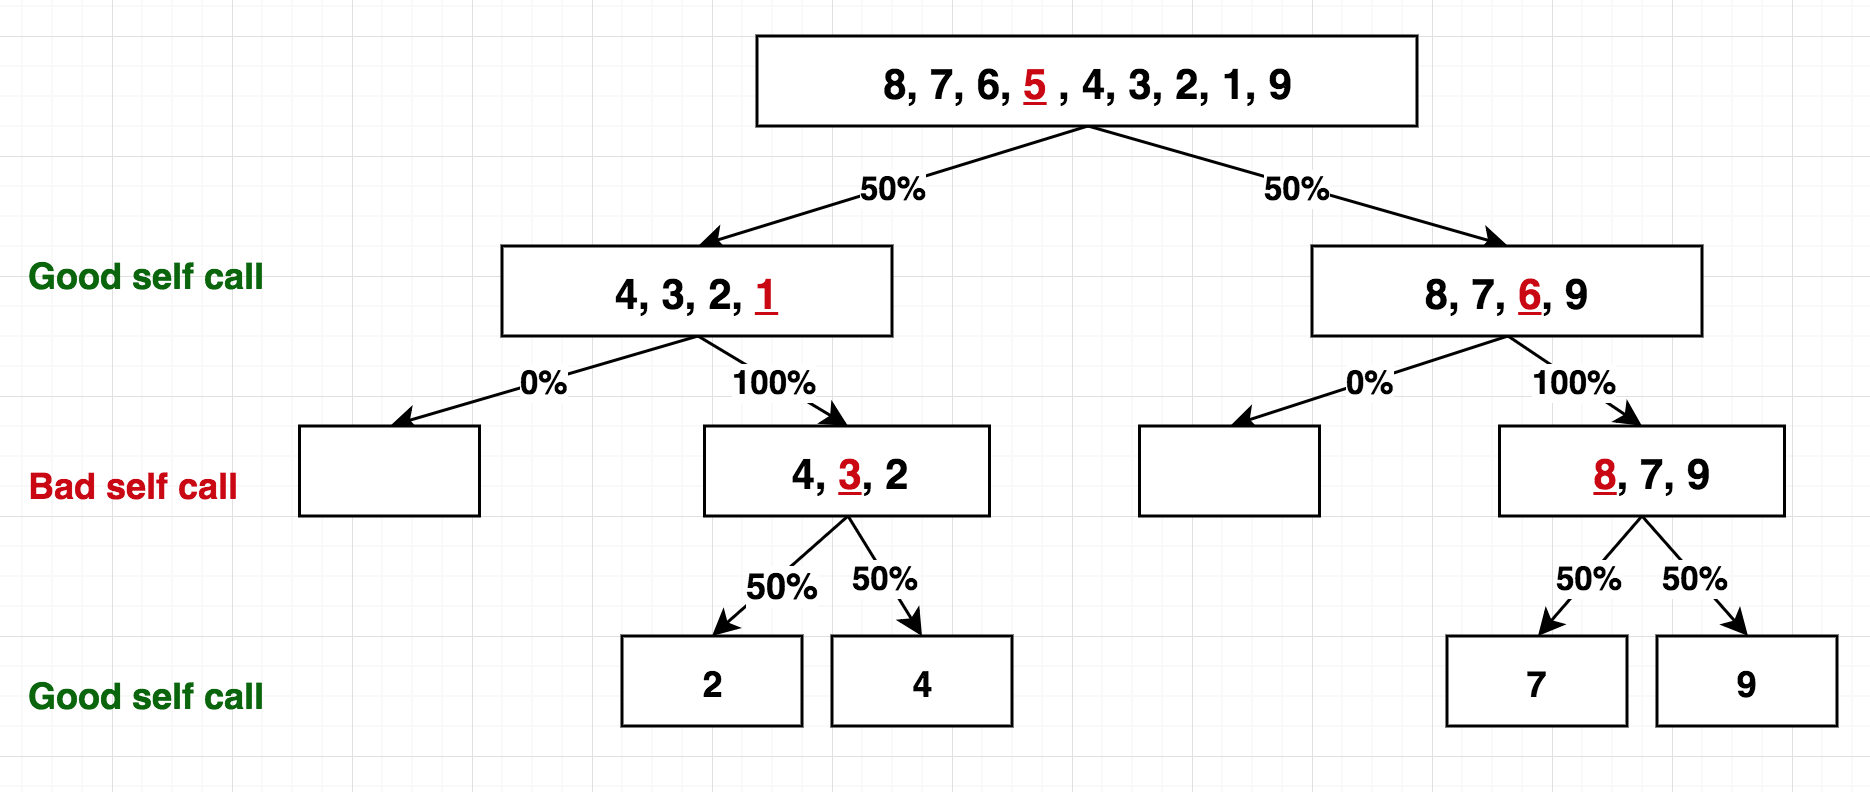 8, 7, 6, 5 , 4, 3, 2, 1, 9
50%
50%
Good self call
4, 3, 2, 1
8, 7, 6, 9
0%
100%
0%
100%
Bad self call
4, 3, 2
8, 7, 9
50%
50%
50%
50%
Good self call
2
4
7
9